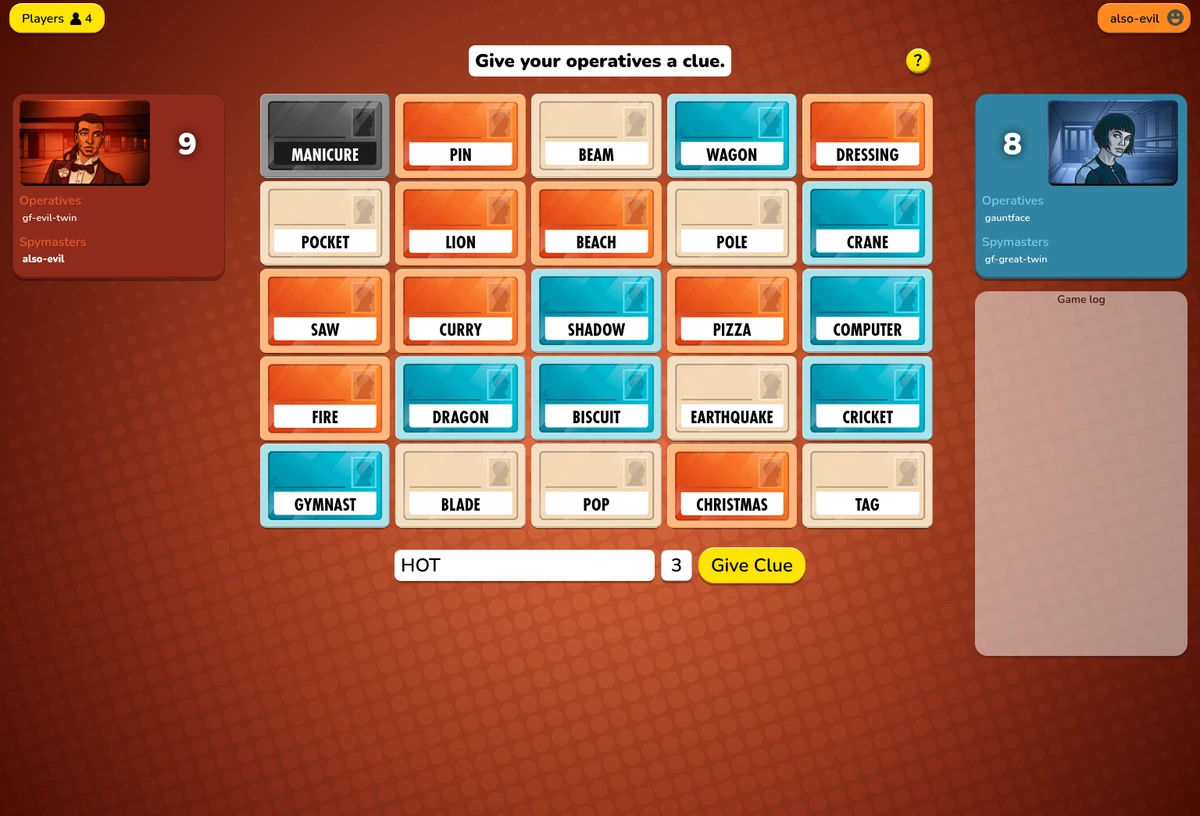 Players 4
also-evil
Give your operatives a clue.
?
9
Operatives
gf-evil-twin
Spymasters
also-evil
MANICURE
PIN
BEAM
WAGON
DRESSING
POCKET
LION
BEACH
POLE
CRANE
SAW
CURRY
SHADOW
PIZZA
COMPUTER
FIRE
DRAGON
BISCUIT
EARTHQUAKE
CRICKET
GYMNAST
BLADE
POP
CHRISTMAS
TAG
HOT
3
Give Clue
8
Operatives
gauntface
Spymasters
gf-great-twin
Game log